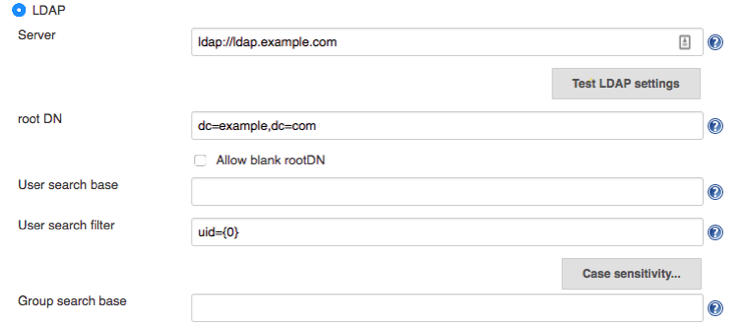 LDAP
Server
ldap://ldap.example.com
Test LDAP settings
root DN
dc=example,dc=com
Allow blank rootDN
User search base
User search filter
uid={0}
Case sensitivity...
Group search base